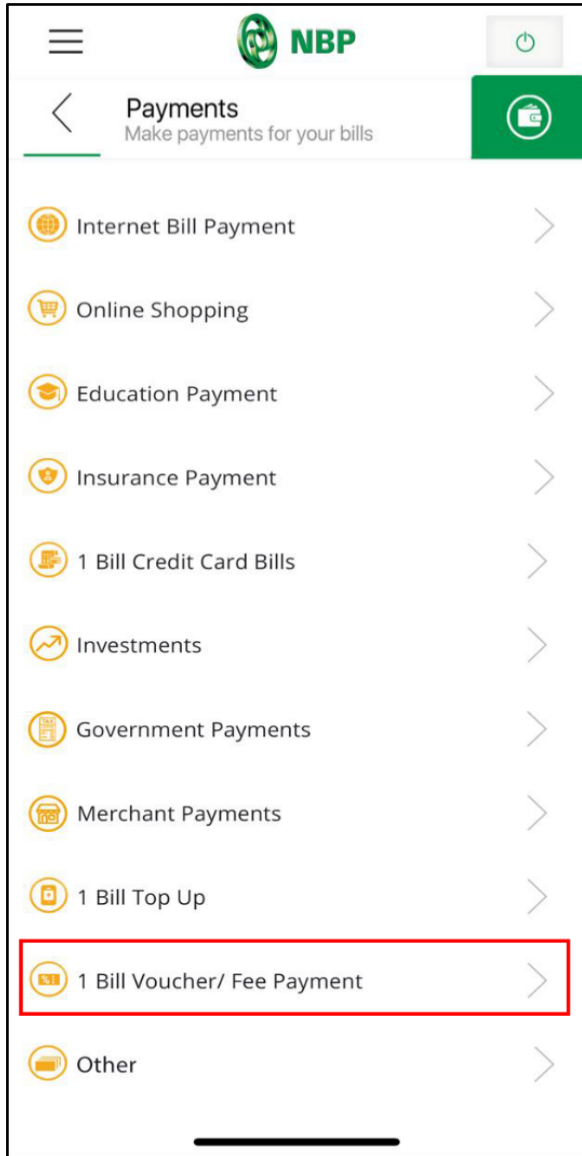 NBP
Payments
Make payments for your bills
Internet Bill Payment
Online Shopping
Education Payment
Insurance Payment
1 Bill Credit Card Bills
Investments
Government Payments
Merchant Payments
1 Bill Top Up
1 Bill Voucher/ Fee Payment
Other